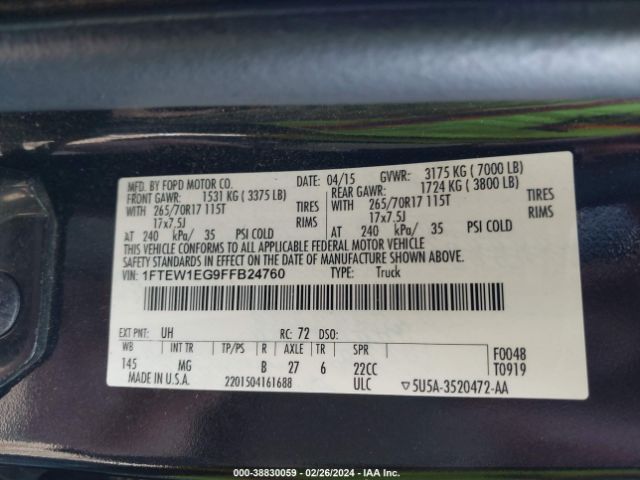 MFD. BY FORD MOTOR CO. 04/15 GVWR: 3175 KG ( 7000 LB)
FRONT GAWR: 1531 KG ( 3375 LB) REAR GAWR: 1724 KG ( 3800 LB)
WITH 265/70R17 115T TIRES WITH 265/70R17 115T TIRES
17x7.5J RIMS 17x7.5J RIMS
AT 240 kPa/ 35 PSI COLD AT 240 kPa/ 35 PSI COLD
THIS VEHICLE CONFORMS TO ALL APPLICABLE FEDERAL MOTOR VEHICLE
SAFETY STANDARDS IN EFFECT ON THE DATE OF MANUFACTURE SHOWN ABOVE.
VIN: 1FTEW1EG9FFB24760 TYPE: Truck
EXT PNT: UH RC: 72 DSO:
WB INT TR TP/PS R AXLE TR SPR F0048
145 MG B 27 6 22CC T0919
MADE IN U.S.A. 2201504161688 ULC ▽5U5A-3520472-AA
000-38830059 - 02/26/2024 - IAA Inc.